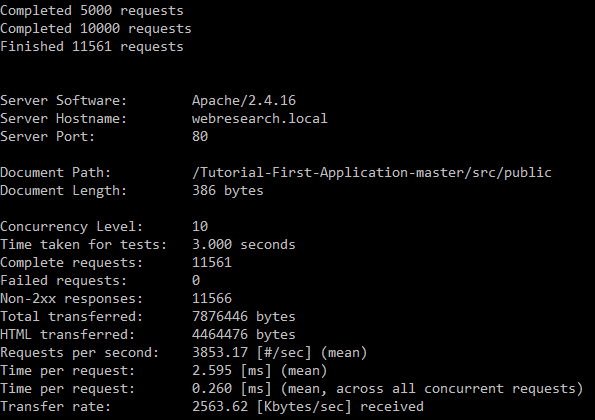 Completed 5000 requests
Completed 10000 requests
Finished 11561 requests
Server Software: Apache/2.4.16
Server Hostname: webresearch.local
Server Port: 80
Document Path: /Tutorial-First-Application-master/src/public
Document Length: 386 bytes
Concurrency Level: 10
Time taken for tests: 3.000 seconds
Complete requests: 11561
Failed requests: 0
Non-2xx responses: 11566
Total transferred: 7876446 bytes
HTML transferred: 4464476 bytes
Requests per second: 3853.17 [#/sec] (mean)
Time per request: 2.595 [ms] (mean)
Time per request: 0.260 [ms] (mean, across all concurrent requests)
Transfer rate: 2563.62 [Kbytes/sec] received